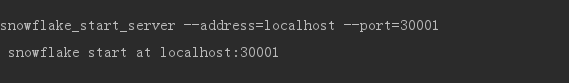 snowflake_start_server --address=localhost --port=30001
snowflake start at localhost:30001